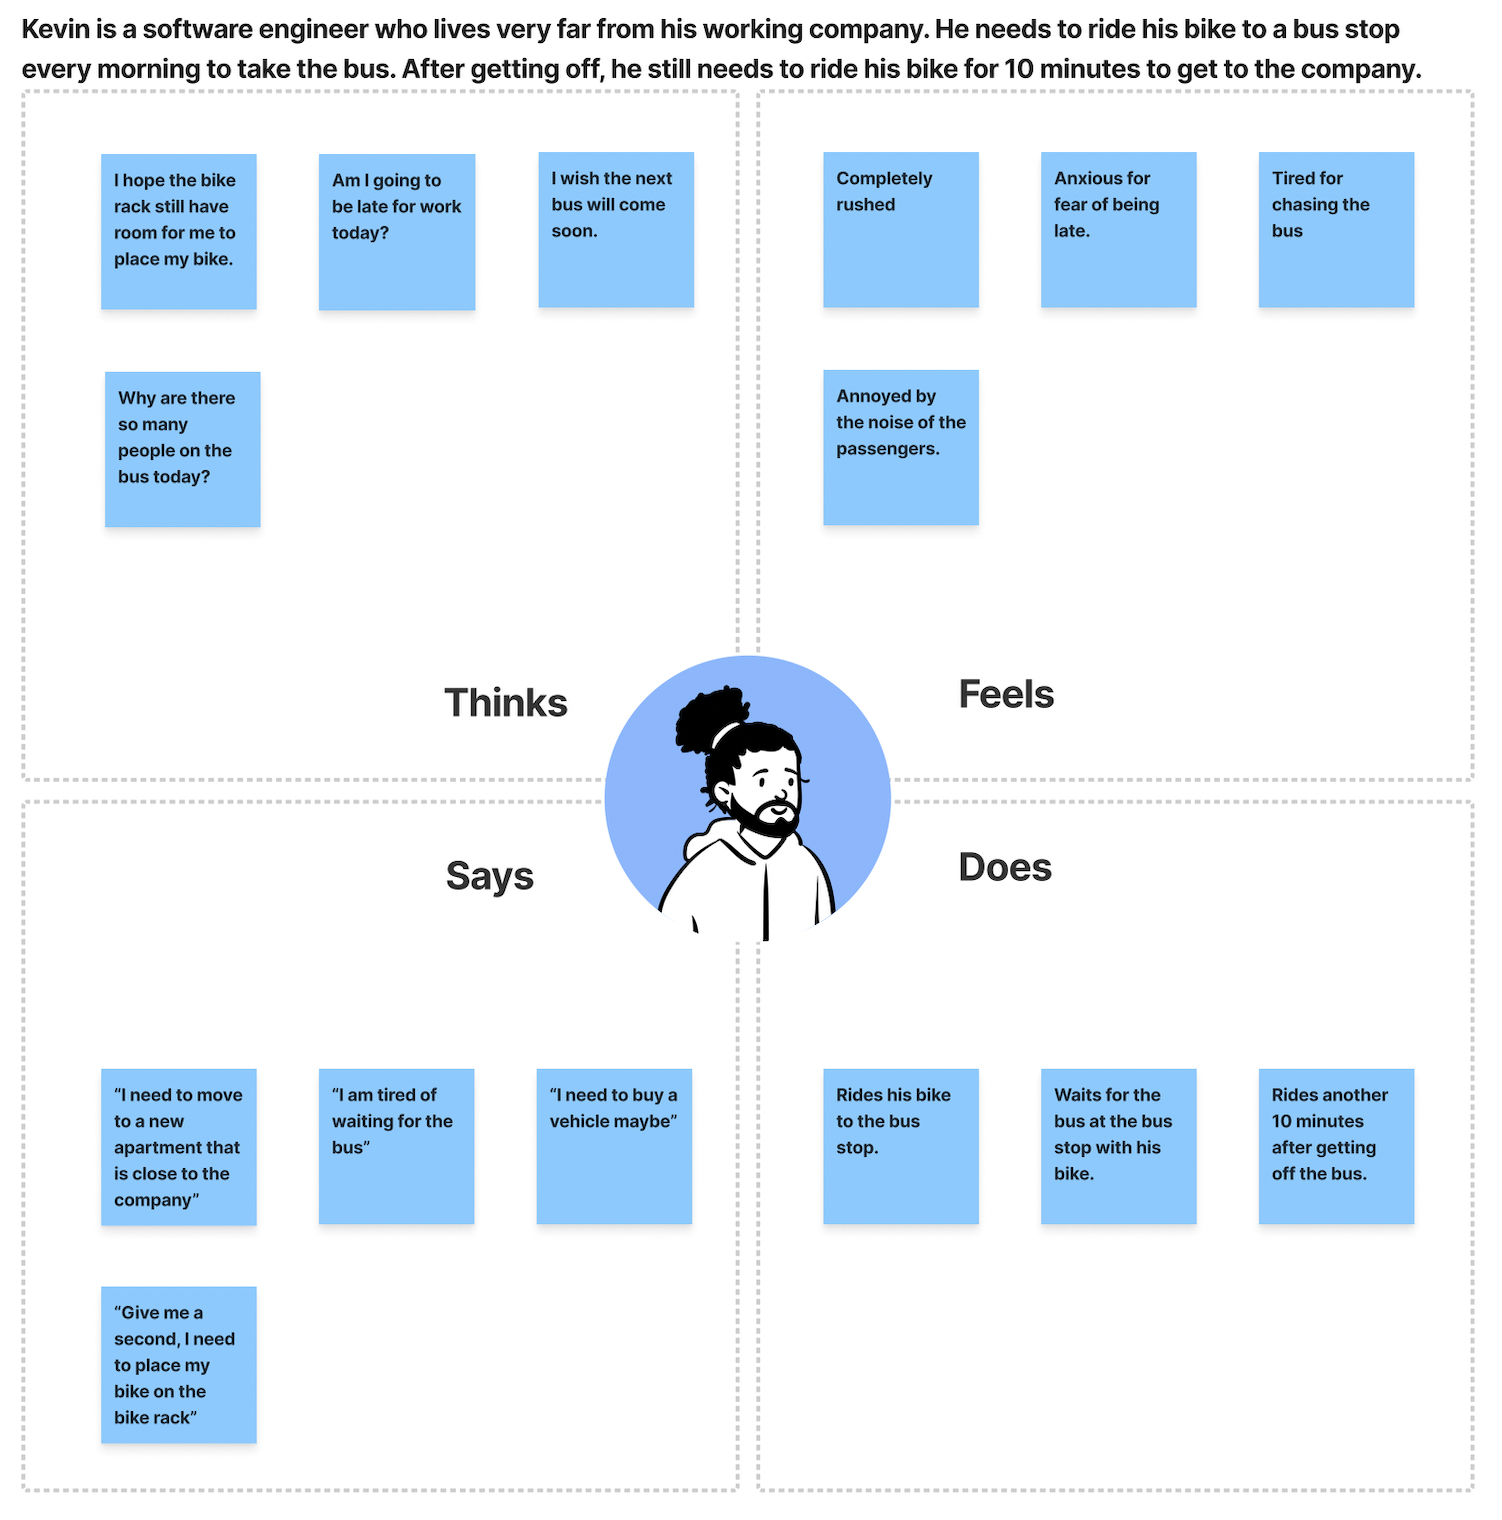 Kevin is a software engineer who lives very far from his working company. He needs to ride his bike to a bus stop
every morning to take the bus. After getting off, he still needs to ride his bike for 10 minutes to get to the company.
I hope the bike
rack still have
room for me to
place my bike.
Am I going to
be late for work
today?
I wish the next
bus will come
soon.
Why are there
so many
people on the
bus today?
Thinks
Completely
rushed
Anxious for
fear of being
late.
Tired for
chasing the
bus
Annoyed by
the noise of the
passengers.
Feels
Says
“I need to move
to a new
apartment that
is close to the
company”
“I am tired of
waiting for the
bus”
“I need to buy a
vehicle maybe”
“Give me a
second, I need
to place my
bike on the
bike rack”
Does
Rides his bike
to the bus
stop.
Waits for the
bus at the bus
stop with his
bike.
Rides another
10 minutes
after getting
off the bus.